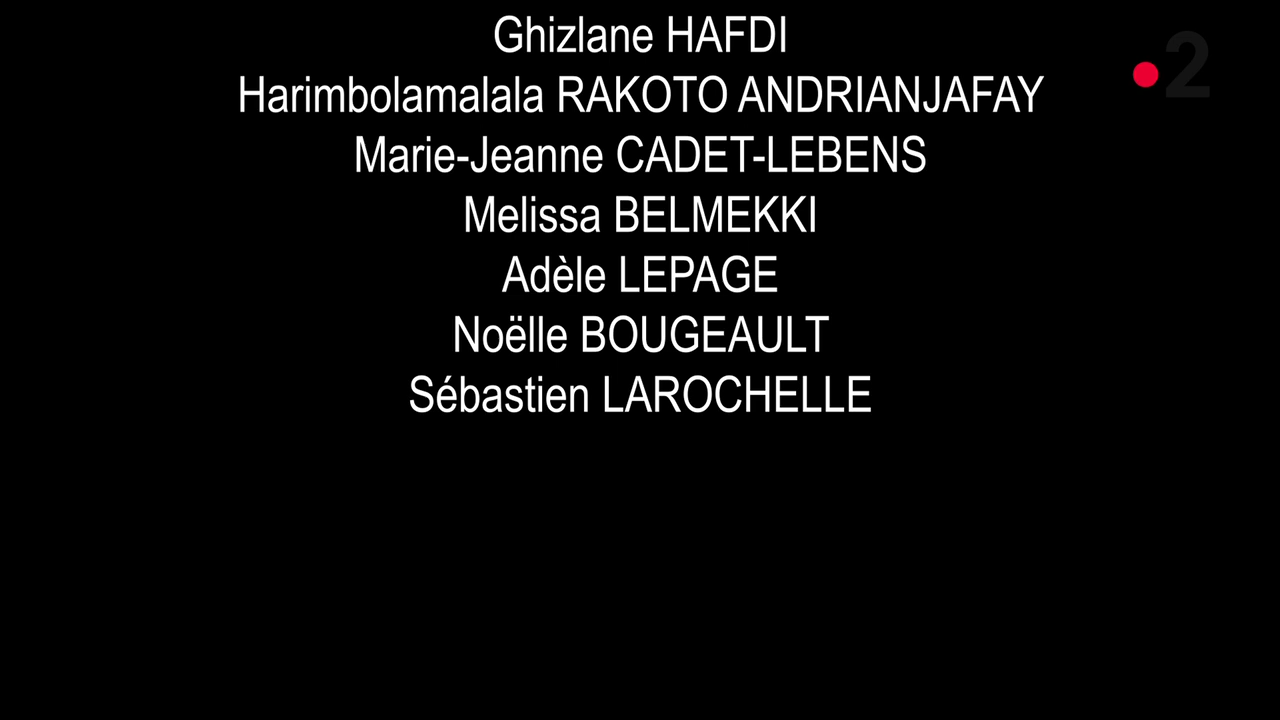 Ghizlane HAFDI
2
Harimbolamalala RAKOTO ANDRIANJAFAY
Marie-Jeanne CADET-LEBENS
Melissa BELMEKKI
Adèle LEPAGE
Noëlle BOUGEAULT
Sébastien LAROCHELLE